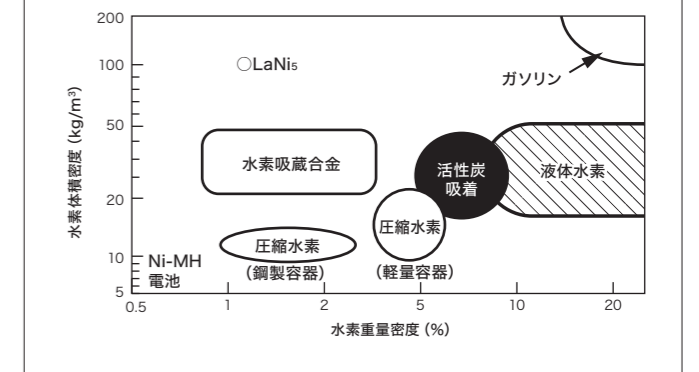 200
100
50
20
10
5
水素体積密度（kg/m³）
○LaNi₅
ガソリン
水素吸蔵合金
活性炭
吸着
液体水素
圧縮水素
圧縮水素
（鋼製容器）
（軽量容器）
Ni-MH
電池
0.5
1
2
5
10
20
水素重量密度（%）